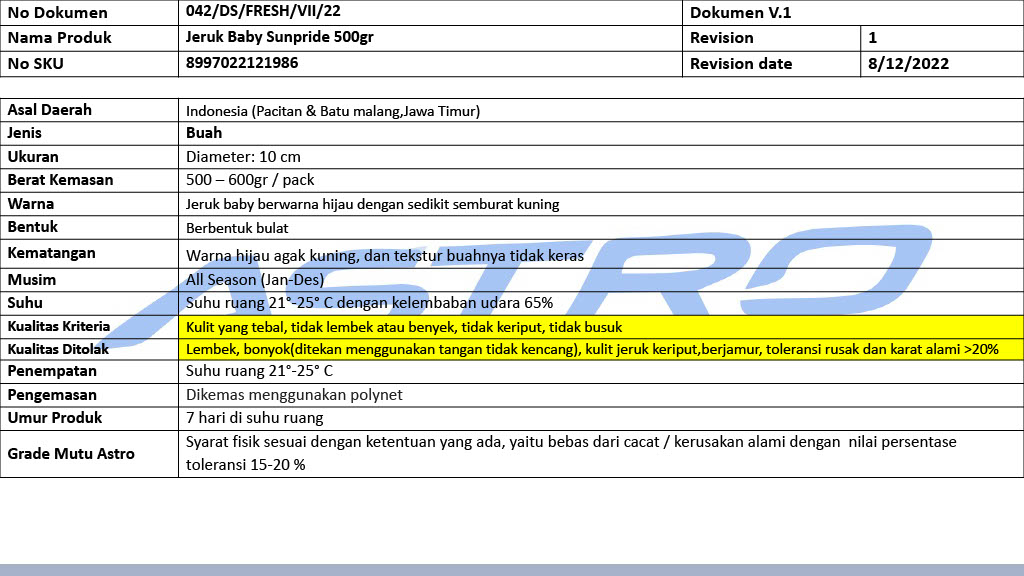 No Dokumen 042/DS/FRESH/VII/22 Dokumen V.1
Nama Produk Jeruk Baby Sunpride 500gr Revision 1
No SKU 8997022121986 Revision date 8/12/2022
Asal Daerah Indonesia (Pacitan & Batu malang,Jawa Timur)
Jenis Buah
Ukuran Diameter: 10 cm
Berat Kemasan 500 – 600gr / pack
Warna Jeruk baby berwarna hijau dengan sedikit semburat kuning
Bentuk Berbentuk bulat
Kematangan Warna hijau agak kuning, dan tekstur buahnya tidak keras
Musim All Season (Jan-Des)
Suhu Suhu ruang 21°-25° C dengan kelembaban udara 65%
Kualitas Kriteria Kulit yang tebal, tidak lembek atau benyek, tidak keriput, tidak busuk
Kualitas Ditolak Lembek, bonyok(ditekan menggunakan tangan tidak kencang), kulit jeruk keriput,berjamur, toleransi rusak dan karat alami >20%
Penempatan Suhu ruang 21°-25° C
Pengemasan Dikemas menggunakan polynet
Umur Produk 7 hari di suhu ruang
Grade Mutu Astro Syarat fisik sesuai dengan ketentuan yang ada, yaitu bebas dari cacat / kerusakan alami dengan nilai persentase
toleransi 15-20 %
ASTRO